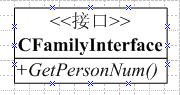 <<接口>>
CFamilyInterface
+GetPersonNum()